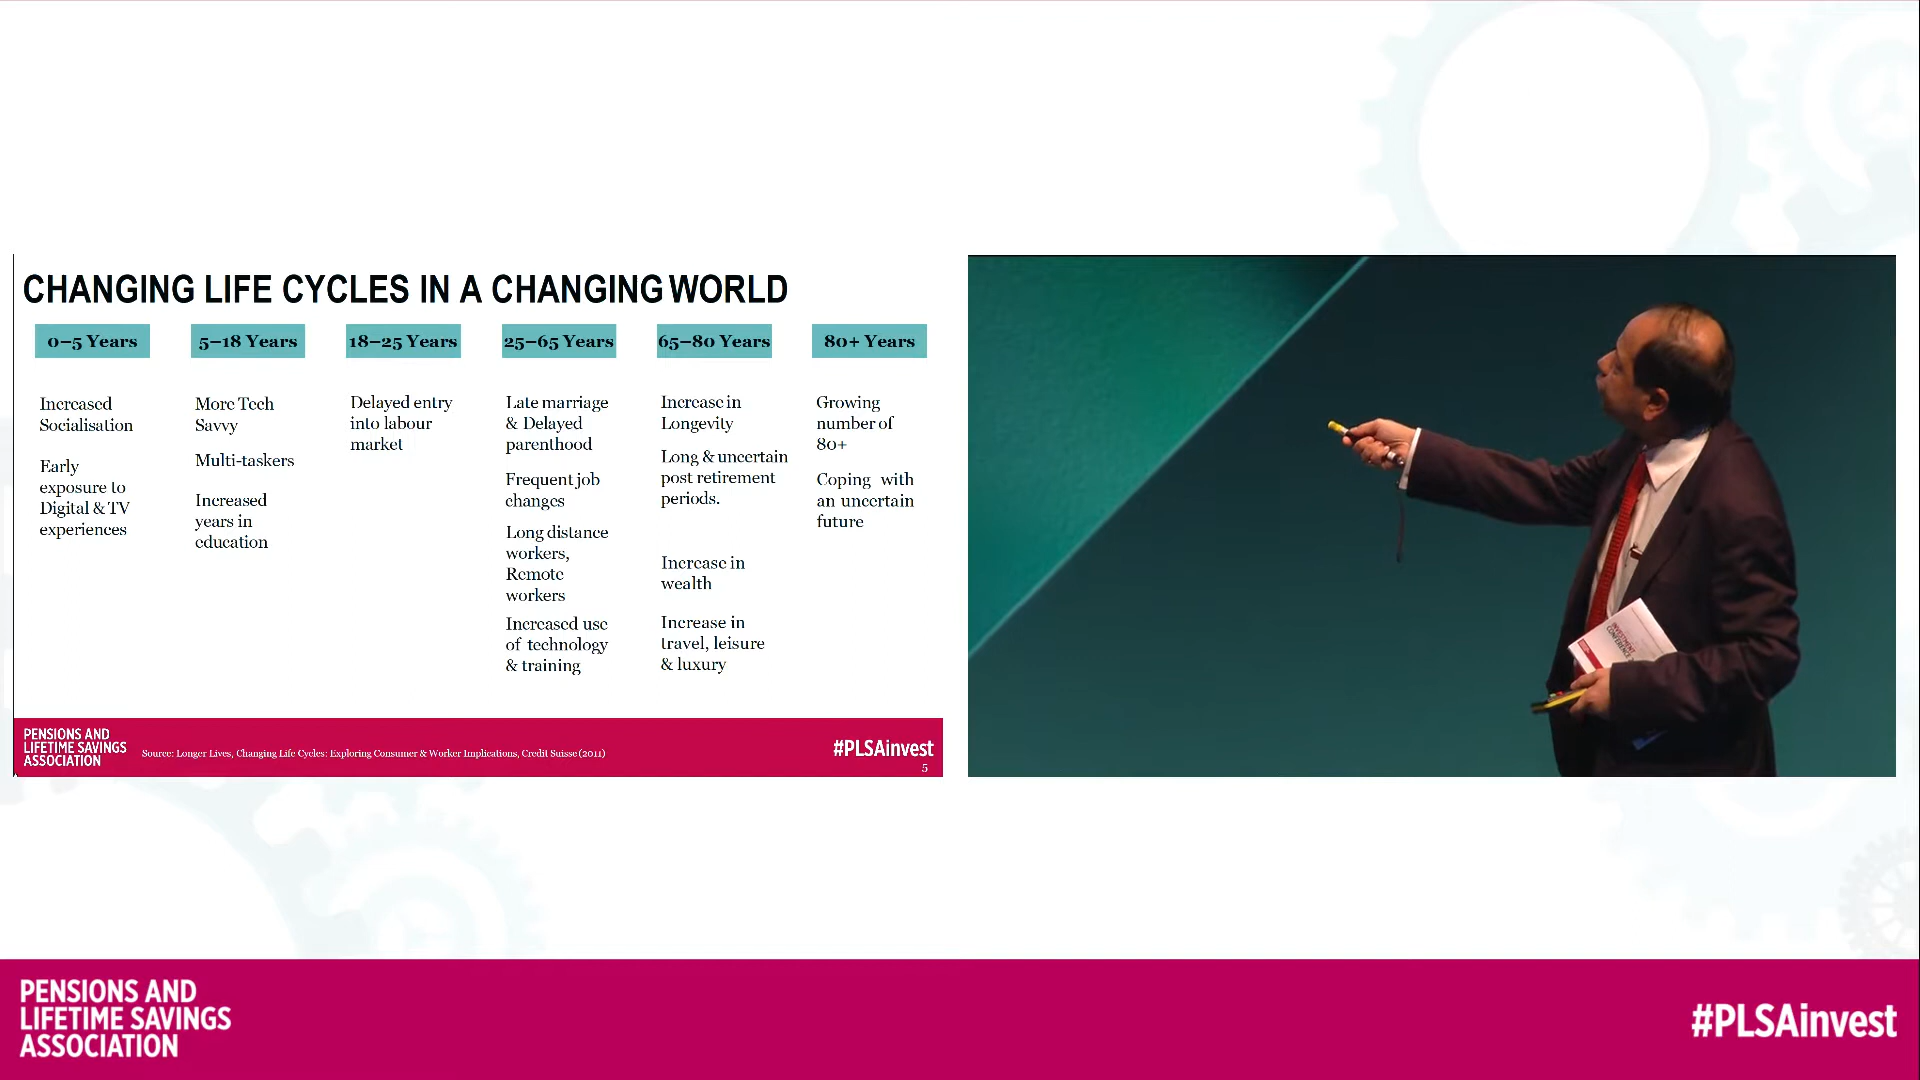 CHANGING LIFE CYCLES IN A CHANGING WORLD
0–5 Years
Increased
Socialisation
Early
exposure to
Digital & TV
experiences
5–18 Years
More Tech
Savvy
Multi-taskers
Increased
years in
education
18–25 Years
Delayed entry
into labour
market
25–65 Years
Late marriage
& Delayed
parenthood
Frequent job
changes
Long distance
workers,
Remote
workers
Increased use
of technology
& training
65–80 Years
Increase in
Longevity
Long & uncertain
post retirement
periods.
Increase in
wealth
Increase in
travel, leisure
& luxury
80+ Years
Growing
number of
80+
Coping with
an uncertain
future
PENSIONS AND
LIFETIME SAVINGS
ASSOCIATION
Source: Longer Lives, Changing Life Cycles: Exploring Consumer & Worker Implications, Credit Suisse (2011)
#PLSAinvest
5
INVESTMENT
CONFERENCE
PENSIONS AND
LIFETIME SAVINGS
ASSOCIATION
#PLSAinvest